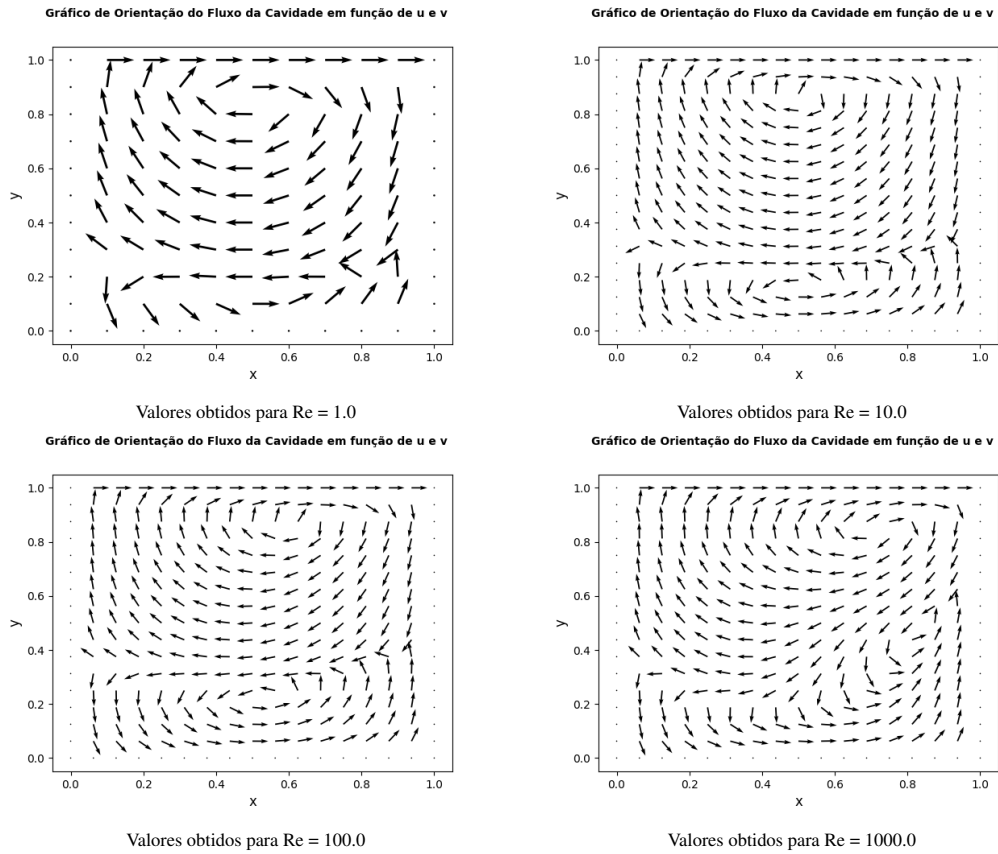 Gráfico de Orientação do Fluxo da Cavidade em função de u e v
1.0
0.8
0.6
y
0.4
0.2
0.0
0.0 0.2 0.4 0.6 0.8 1.0
x
Valores obtidos para Re = 1.0
Gráfico de Orientação do Fluxo da Cavidade em função de u e v
1.0
0.8
0.6
y
0.4
0.2
0.0
0.0 0.2 0.4 0.6 0.8 1.0
x
Valores obtidos para Re = 10.0
Gráfico de Orientação do Fluxo da Cavidade em função de u e v
1.0
0.8
0.6
y
0.4
0.2
0.0
0.0 0.2 0.4 0.6 0.8 1.0
x
Valores obtidos para Re = 100.0
Gráfico de Orientação do Fluxo da Cavidade em função de u e v
1.0
0.8
0.6
y
0.4
0.2
0.0
0.0 0.2 0.4 0.6 0.8 1.0
x
Valores obtidos para Re = 1000.0